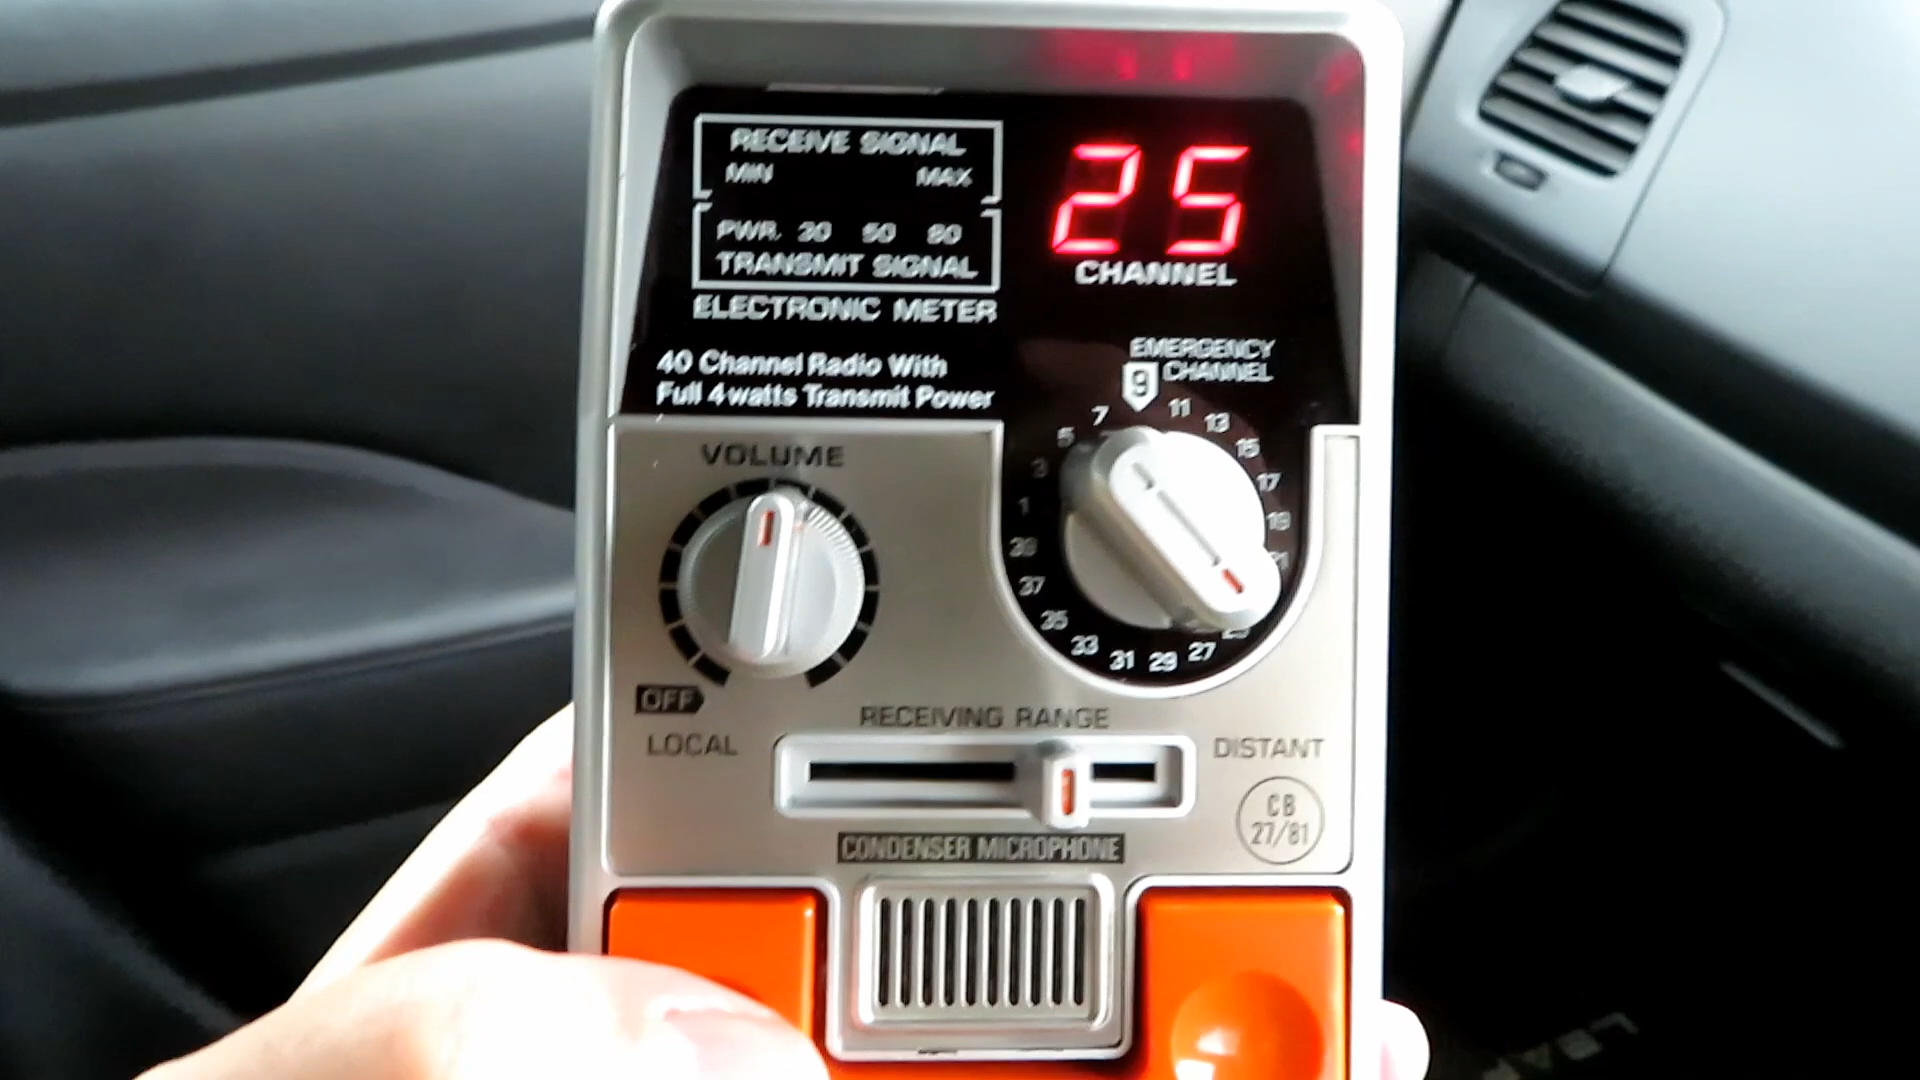 RECEIVE SIGNAL
MIN MAX
PWR. 30 50 80
TRANSMIT SIGNAL
ELECTRONIC METER
25
CHANNEL
40 Channel Radio With
Full 4watts Transmit Power
EMERGENCY
CHANNEL
9
1 3 5 7 11 13 15 17 19 21 27 29 31 33 35 37 39
VOLUME
OFF
RECEIVING RANGE
LOCAL DISTANT
CB
27/81
CONDENSER MICROPHONE